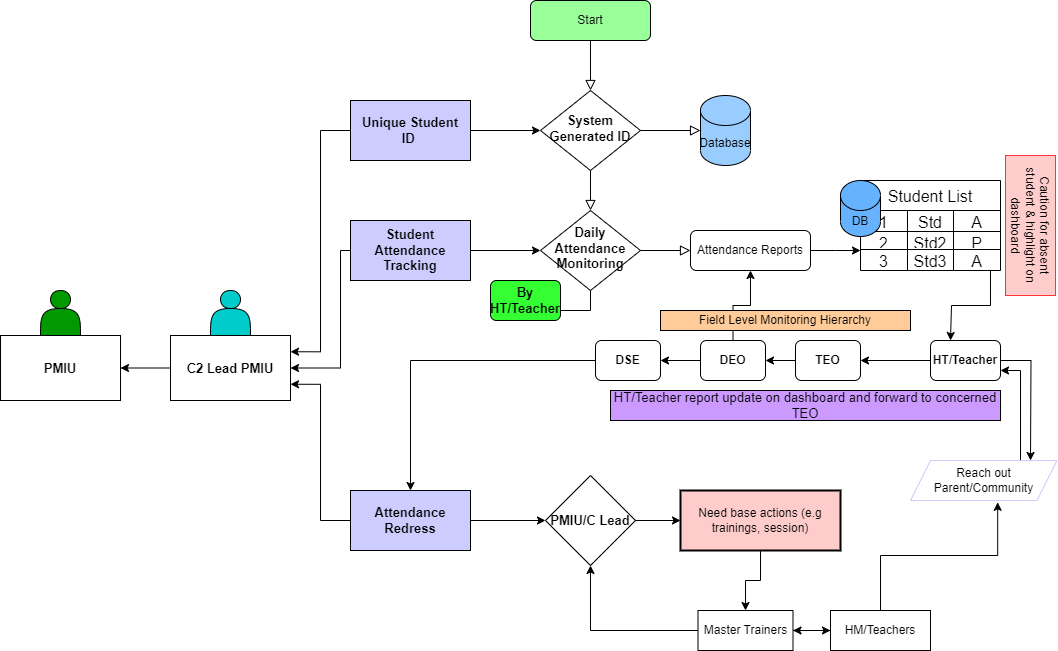 Start
Unique Student
ID
System
Generated ID
Database
Caution for absent
student & highlight on
dashboard
Student
Attendance
Tracking
Daily
Attendance
Monitoring
Attendance Reports
DB
Student List
1 Std A
2 Std2 P
3 Std3 A
By
HT/Teacher
Field Level Monitoring Hierarchy
PMIU
C2 Lead PMIU
DSE
DEO
TEO
HT/Teacher
HT/Teacher report update on dashboard and forward to concerned
TEO
Reach out
Parent/Community
Attendance
Redress
PMIU/C Lead
Need base actions (e.g
trainings, session)
Master Trainers
HM/Teachers